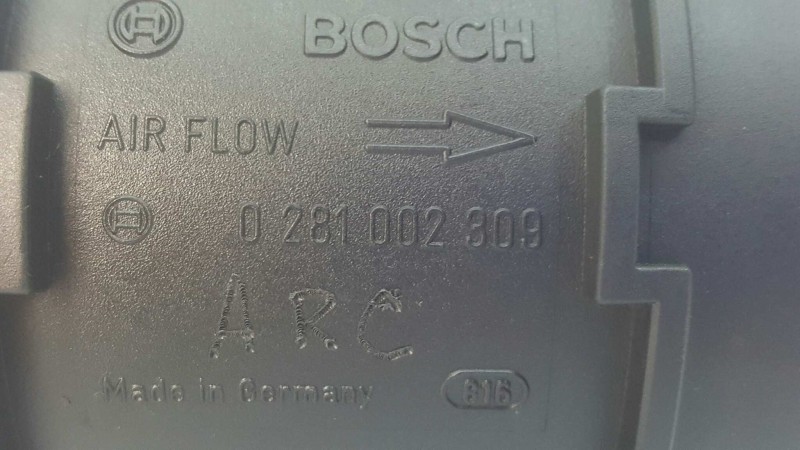 BOSCH
AIR FLOW
0 281 002 309
ARC
Made in Germany 816